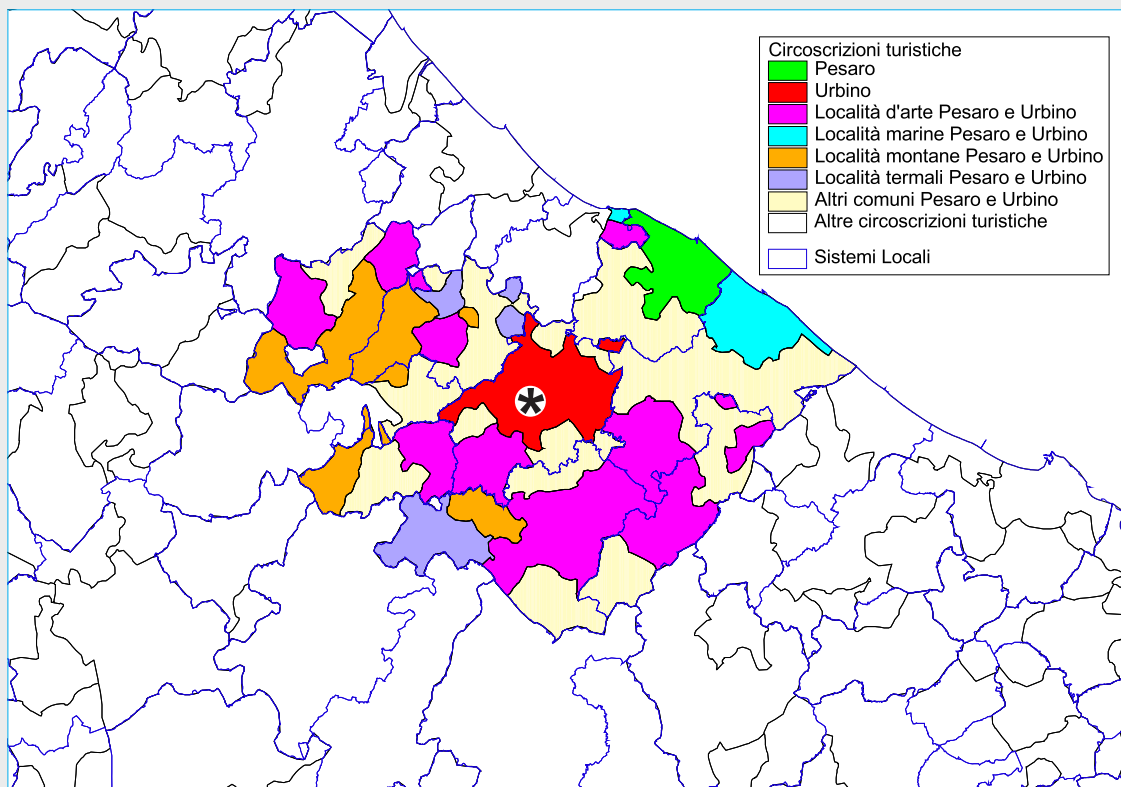 Circoscrizioni turistiche
Pesaro
Urbino
Località d'arte Pesaro e Urbino
Località marine Pesaro e Urbino
Località montane Pesaro e Urbino
Località termali Pesaro e Urbino
Altri comuni Pesaro e Urbino
Altre circoscrizioni turistiche
Sistemi Locali